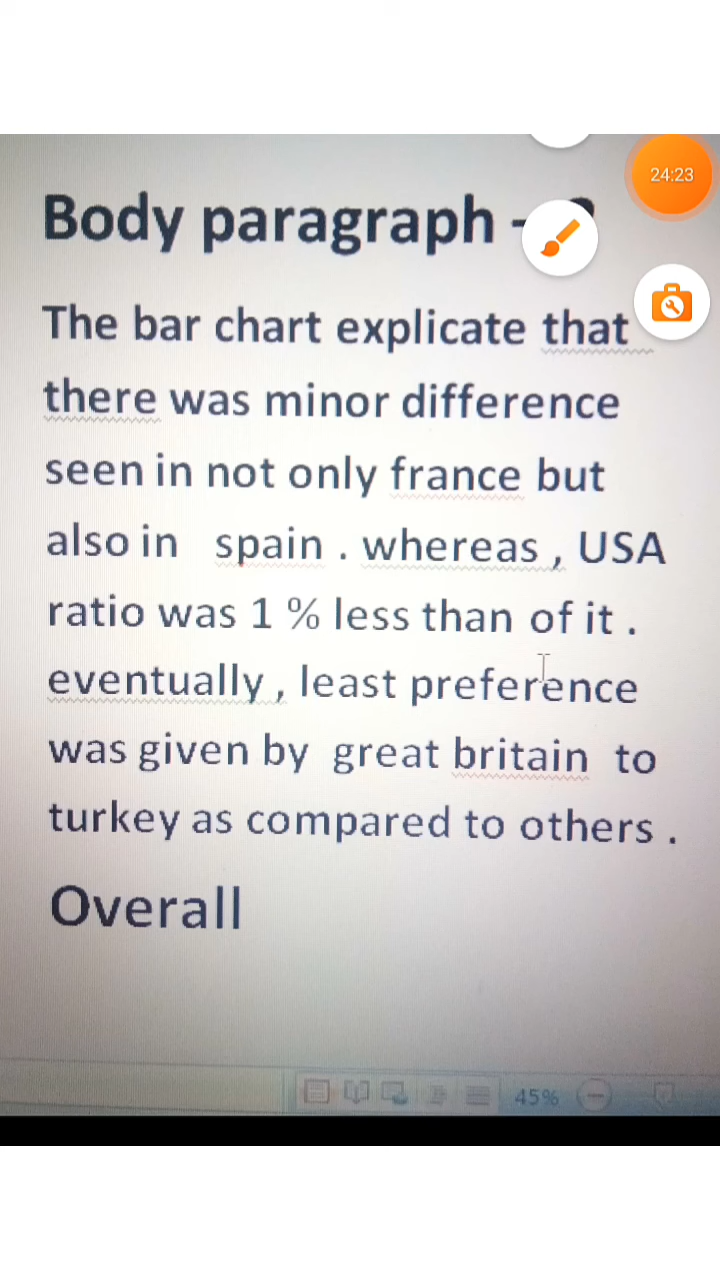 24:23
Body paragraph -
The bar chart explicate that
there was minor difference
seen in not only france but
also in spain . whereas , USA
ratio was 1 % less than of it .
eventually , least preference
was given by great britain to
turkey as compared to others .
Overall
45%